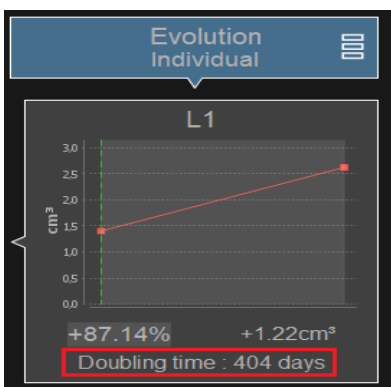 Evolution
Individual
L1
3,0
2,5
2,0
1,5
1,0
0,5
0,0
cm³
+87.14% +1.22cm³
Doubling time : 404 days